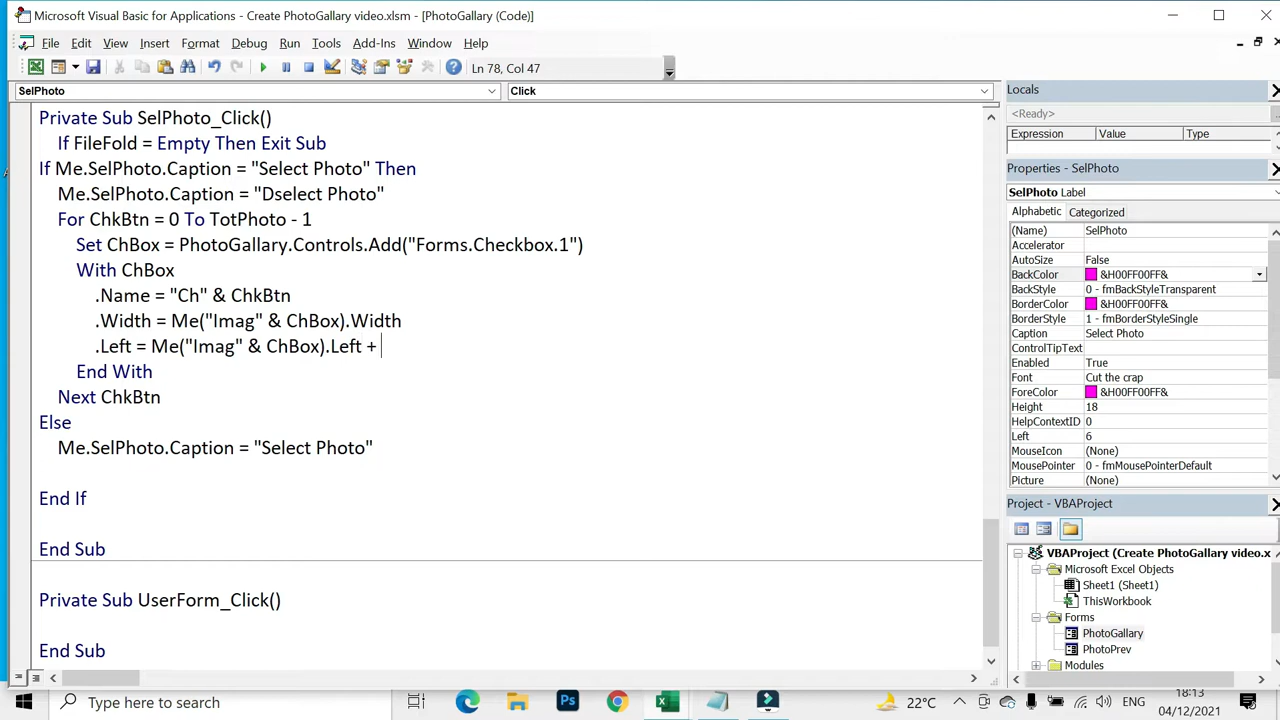 Microsoft Visual Basic for Applications - Create PhotoGallary video.xlsm - [PhotoGallary (Code)]
File Edit View Insert Format Debug Run Tools Add-Ins Window Help
Ln 78, Col 47
SelPhoto
Click
Private Sub SelPhoto_Click()
If FileFold = Empty Then Exit Sub
If Me.SelPhoto.Caption = "Select Photo" Then
Me.SelPhoto.Caption = "Dselect Photo"
For ChkBtn = 0 To TotPhoto - 1
Set ChBox = PhotoGallary.Controls.Add("Forms.Checkbox.1")
With ChBox
.Name = "Ch" & ChkBtn
.Width = Me("Imag" & ChBox).Width
.Left = Me("Imag" & ChBox).Left +
End With
Next ChkBtn
Else
Me.SelPhoto.Caption = "Select Photo"
End If
End Sub
Private Sub UserForm_Click()
End Sub
Locals
<Ready>
Expression Value Type
Properties - SelPhoto
SelPhoto Label
Alphabetic Categorized
(Name) SelPhoto
Accelerator
AutoSize False
BackColor &H00FF00FF&
BackStyle 0 - fmBackStyleTransparent
BorderColor &H00FF00FF&
BorderStyle 1 - fmBorderStyleSingle
Caption Select Photo
ControlTipText
Enabled True
Font Cut the crap
ForeColor &H00FF00FF&
Height 18
HelpContextID 0
Left 6
MouseIcon (None)
MousePointer 0 - fmMousePointerDefault
Picture (None)
Project - VBAProject
VBAProject (Create PhotoGallary video.x
Microsoft Excel Objects
Sheet1 (Sheet1)
ThisWorkbook
Forms
PhotoGallary
PhotoPrev
Modules
Type here to search
Ps
22°C
ENG
18:13
04/12/2021